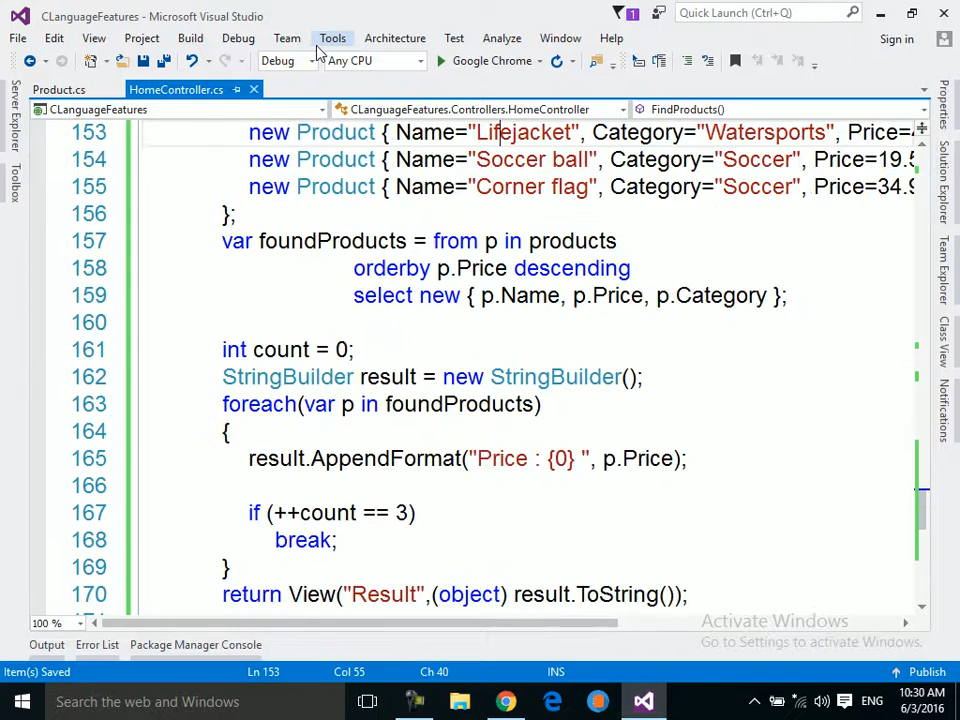 CLanguageFeatures - Microsoft Visual Studio
1
Quick Launch (Ctrl+Q)
File Edit View Project Build Debug Team Tools Architecture Test Analyze Window Help
Sign in
Debug Any CPU Google Chrome
Product.cs HomeController.cs
CLanguageFeatures CLanguageFeatures.Controllers.HomeController FindProducts()
Server Explorer
Toolbox
Properties
Solution Explorer
Team Explorer
Class View
Notifications
153 new Product { Name="Lifejacket", Category="Watersports", Price=
154 new Product { Name="Soccer ball", Category="Soccer", Price=19.5
155 new Product { Name="Corner flag", Category="Soccer", Price=34.9
156 };
157 var foundProducts = from p in products
158 orderby p.Price descending
159 select new { p.Name, p.Price, p.Category };
160
161 int count = 0;
162 StringBuilder result = new StringBuilder();
163 foreach(var p in foundProducts)
164 {
165 result.AppendFormat("Price : {0} ", p.Price);
166
167 if (++count == 3)
168 break;
169 }
170 return View("Result",(object) result.ToString());
Activate Windows
Go to Settings to activate Windows.
100 %
Output Error List Package Manager Console
Item(s) Saved Ln 153 Col 55 Ch 40 INS Publish
Search the web and Windows
ENG
10:30 AM
6/3/2016